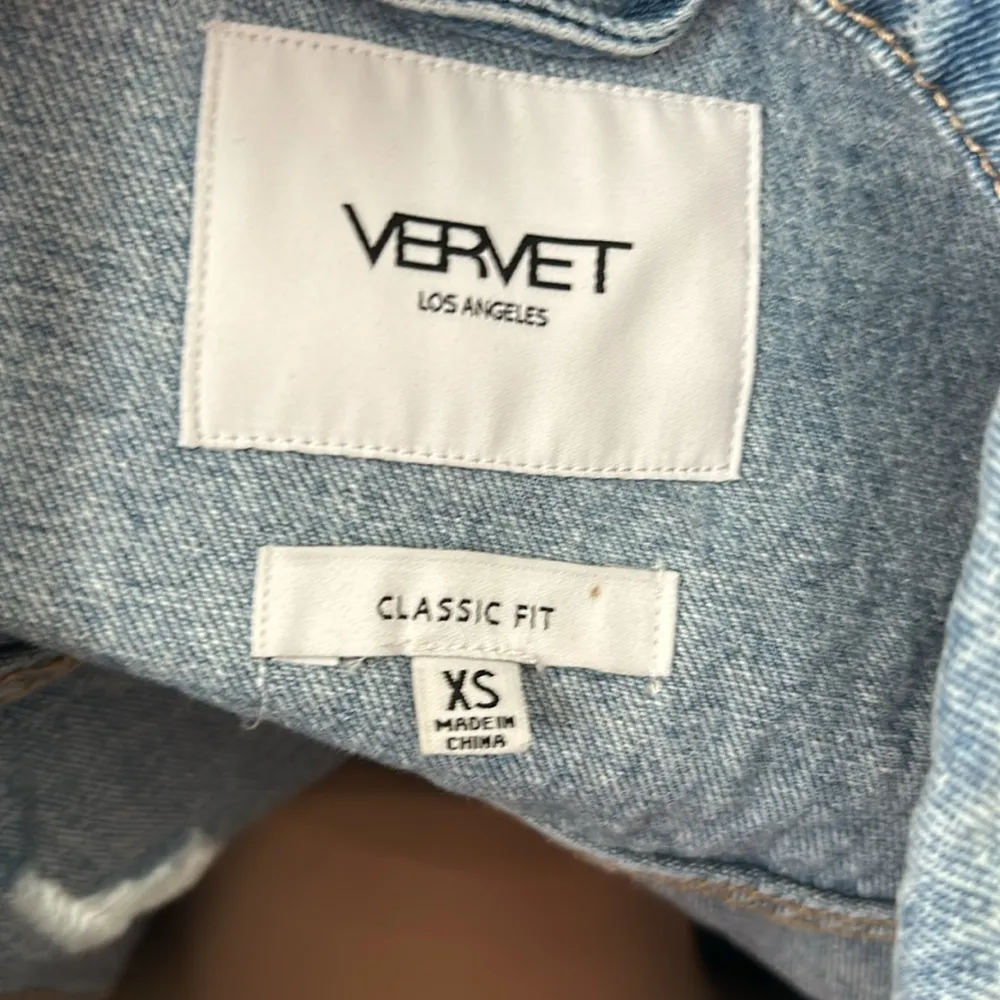 VERVET
LOS ANGELES
CLASSIC FIT
XS
MADE IN
CHINA